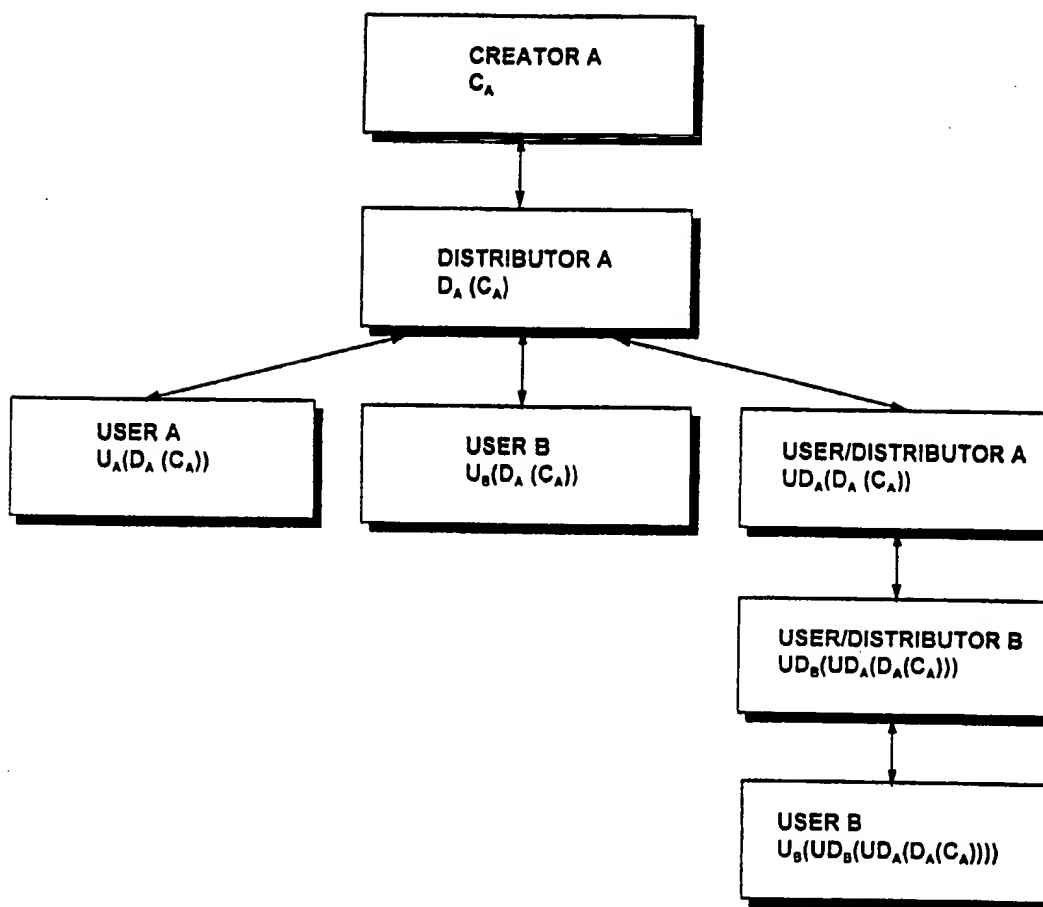 CREATOR A
C_A
DISTRIBUTOR A
D_A (C_A)
USER A
U_A(D_A (C_A))
USER B
U_B(D_A (C_A))
USER/DISTRIBUTOR A
UD_A(D_A (C_A))
USER/DISTRIBUTOR B
UD_B(UD_A(D_A(C_A)))
USER B
U_B(UD_B(UD_A(D_A(C_A))))